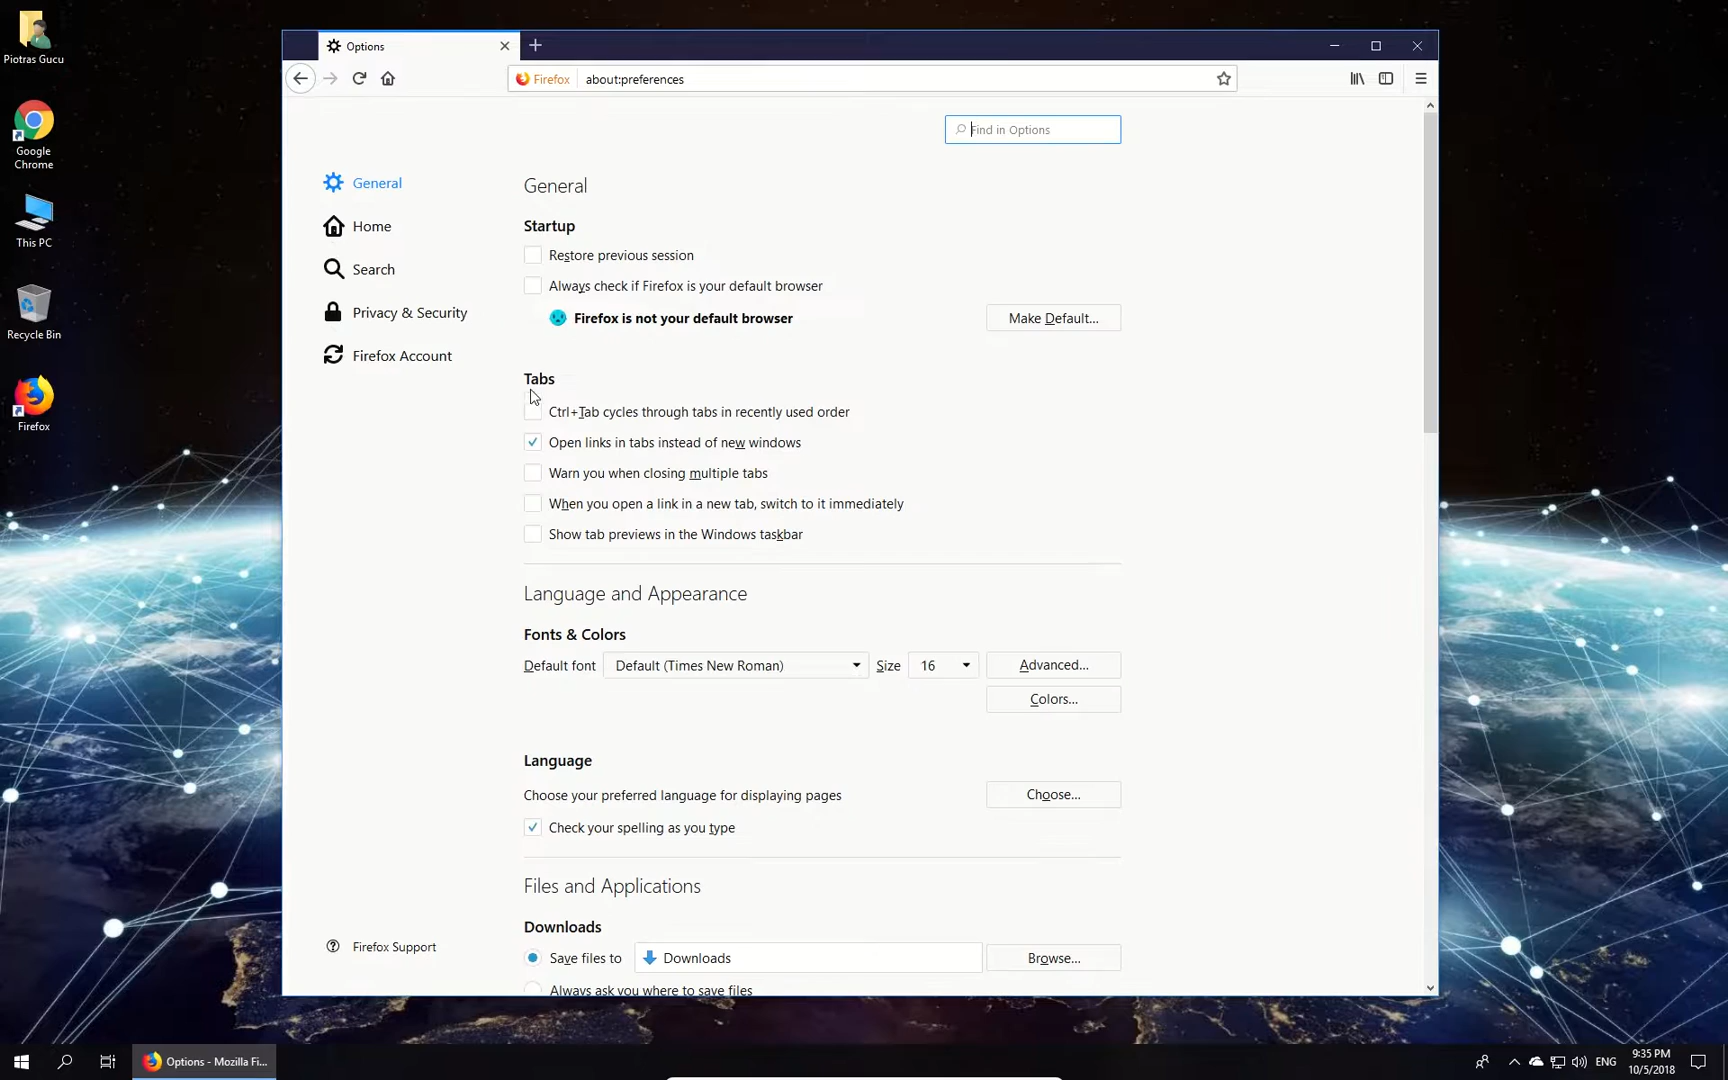 Piotras Gucu
Google
Chrome
This PC
Recycle Bin
Firefox
Options
Firefox
about:preferences
Find in Options
General
Home
Search
Privacy & Security
Firefox Account
Firefox Support
General
Startup
Restore previous session
Always check if Firefox is your default browser
Firefox is not your default browser
Make Default...
Tabs
Ctrl+Tab cycles through tabs in recently used order
Open links in tabs instead of new windows
Warn you when closing multiple tabs
When you open a link in a new tab, switch to it immediately
Show tab previews in the Windows taskbar
Language and Appearance
Fonts & Colors
Default font Default (Times New Roman) Size 16 Advanced...
Colors...
Language
Choose your preferred language for displaying pages Choose...
Check your spelling as you type
Files and Applications
Downloads
Save files to Downloads Browse...
Always ask you where to save files
Options - Mozilla Fi...
ENG
9:35 PM
10/5/2018